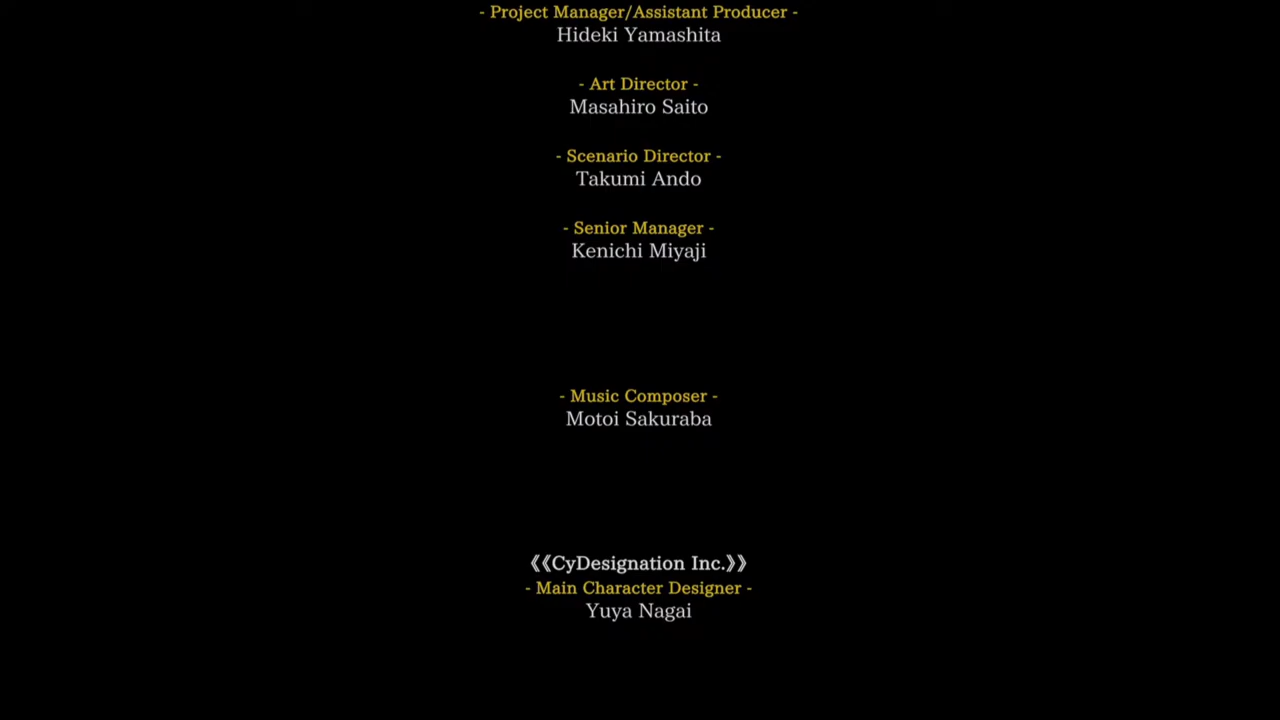 - Project Manager/Assistant Producer -
Hideki Yamashita
- Art Director -
Masahiro Saito
- Scenario Director -
Takumi Ando
- Senior Manager -
Kenichi Miyaji
- Music Composer -
Motoi Sakuraba
《《CyDesignation Inc.》》
- Main Character Designer -
Yuya Nagai